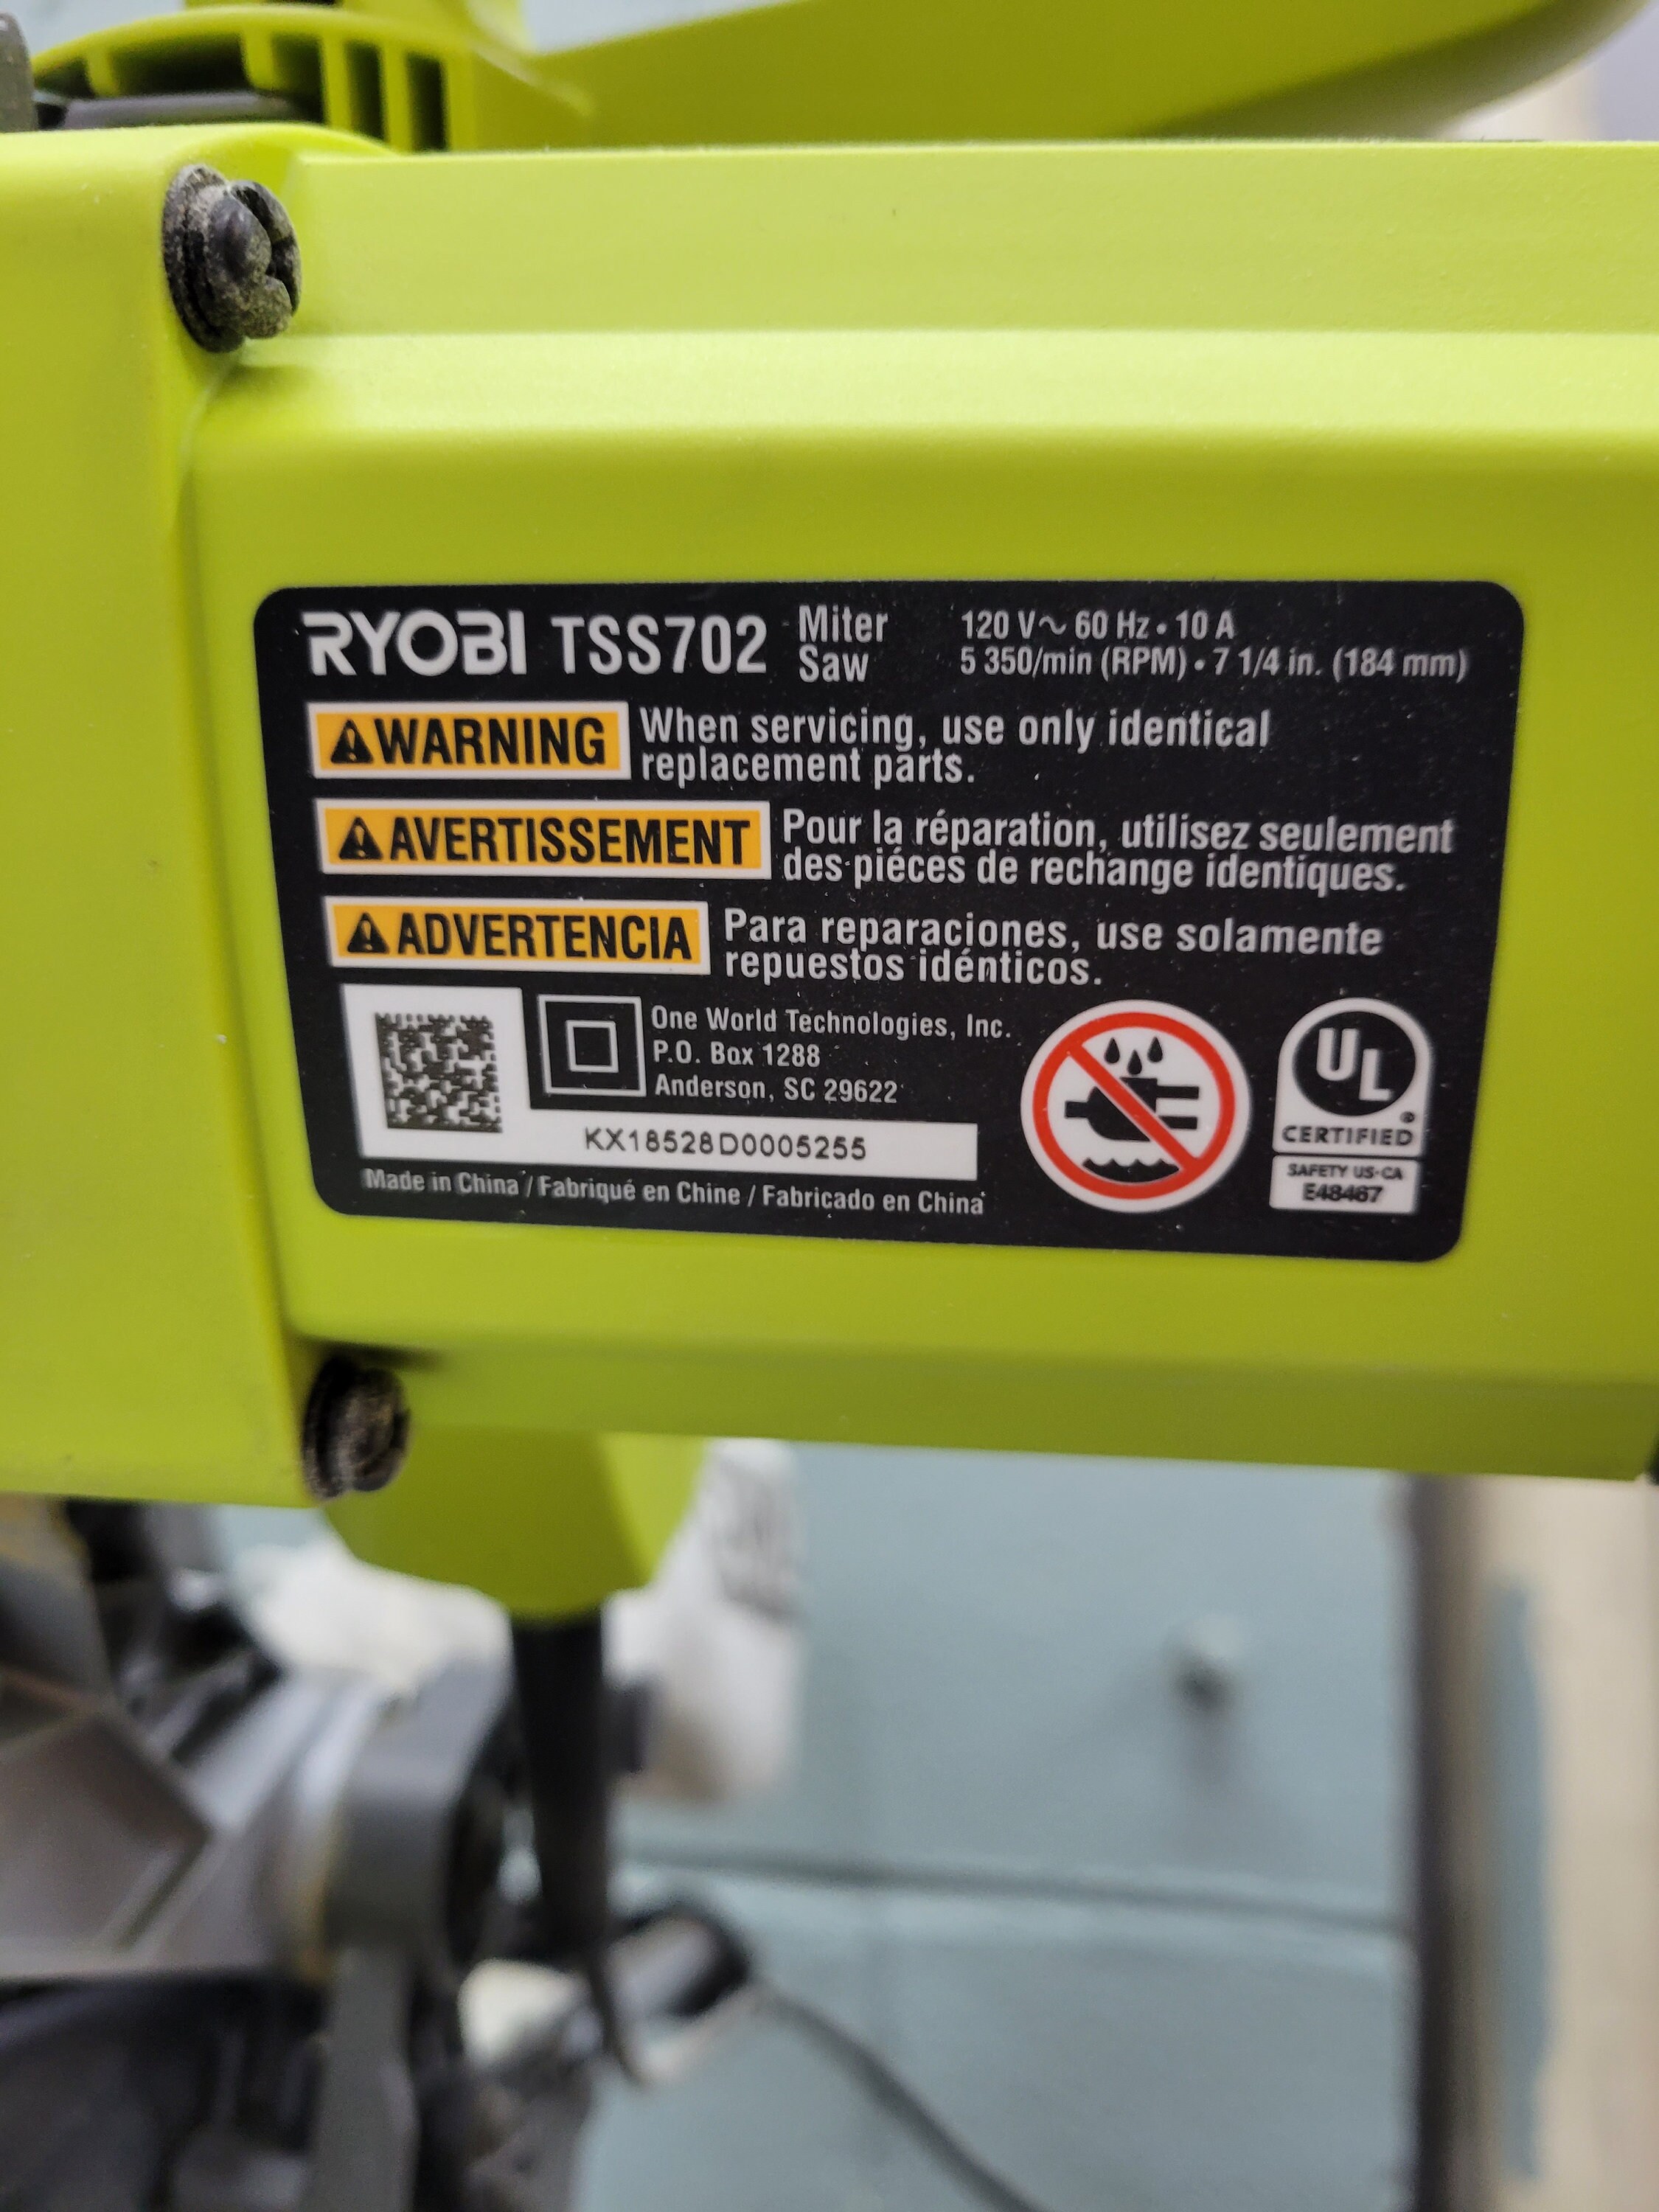 RYOBI TSS702 Miter Saw
120 V~ 60 Hz • 10 A
5 350/min (RPM) • 7 1/4 in. (184 mm)
WARNING When servicing, use only identical
replacement parts.
AVERTISSEMENT Pour la réparation, utilisez seulement
des piéces de rechange identiques.
ADVERTENCIA Para reparaciones, use solamente
repuestos idénticos.
One World Technologies, Inc.
P.O. Box 1288
Anderson, SC 29622
KX18528D0005255
Made in China / Fabriqué en Chine / Fabricado en China
UL
®
CERTIFIED
SAFETY US-CA
E48467